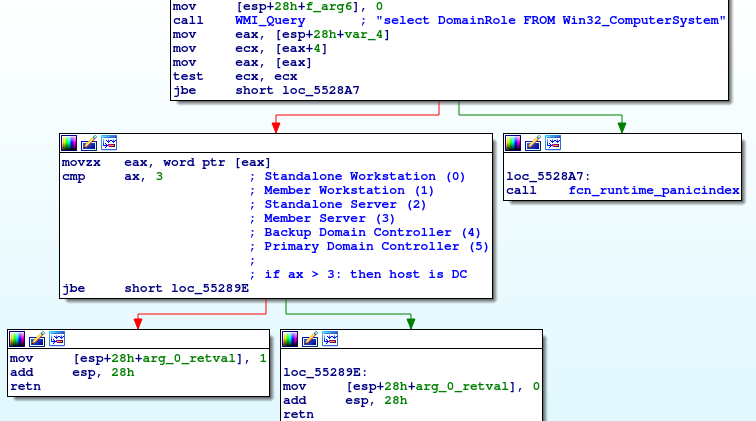 mov     [esp+28h+f_arg6], 0
call    WMI_Query       ; "select DomainRole FROM Win32_ComputerSystem"
mov     eax, [esp+28h+var_4]
mov     ecx, [eax+4]
mov     eax, [eax]
test    ecx, ecx
jbe     short loc_5528A7
movzx   eax, word ptr [eax]
cmp     ax, 3           ; Standalone Workstation (0)
; Member Workstation (1)
; Standalone Server (2)
; Member Server (3)
; Backup Domain Controller (4)
; Primary Domain Controller (5)
;
; if ax > 3: then host is DC
jbe     short loc_55289E
loc_5528A7:
call    fcn_runtime_panicindex
mov     [esp+28h+arg_0_retval], 1
add     esp, 28h
retn
loc_55289E:
mov     [esp+28h+arg_0_retval], 0
add     esp, 28h
retn